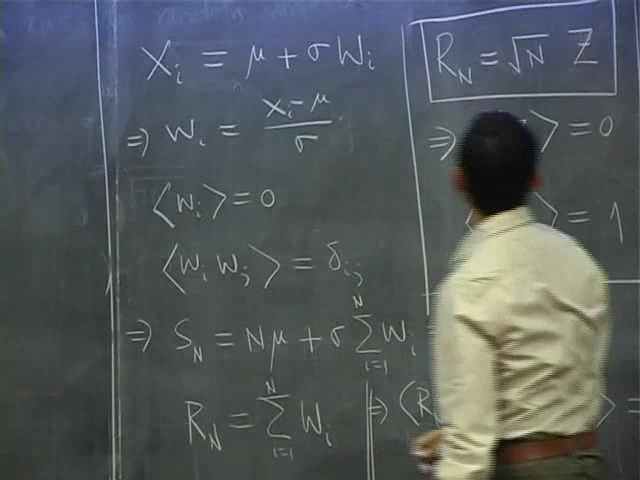 X_i = μ + σ W_i
⇒ W_i = (X_i - μ) / σ
⟨W_i⟩ = 0
⟨W_i W_j⟩ = δ_ij
⇒ S_N = Nμ + σ Σ_{i=1}^{N} W_i
R_N = Σ_{i=1}^{N} W_i
R_N = √N Z
⇒ ⟩ = 0
⟩ = 1
⇒ ⟨R ⟩ =